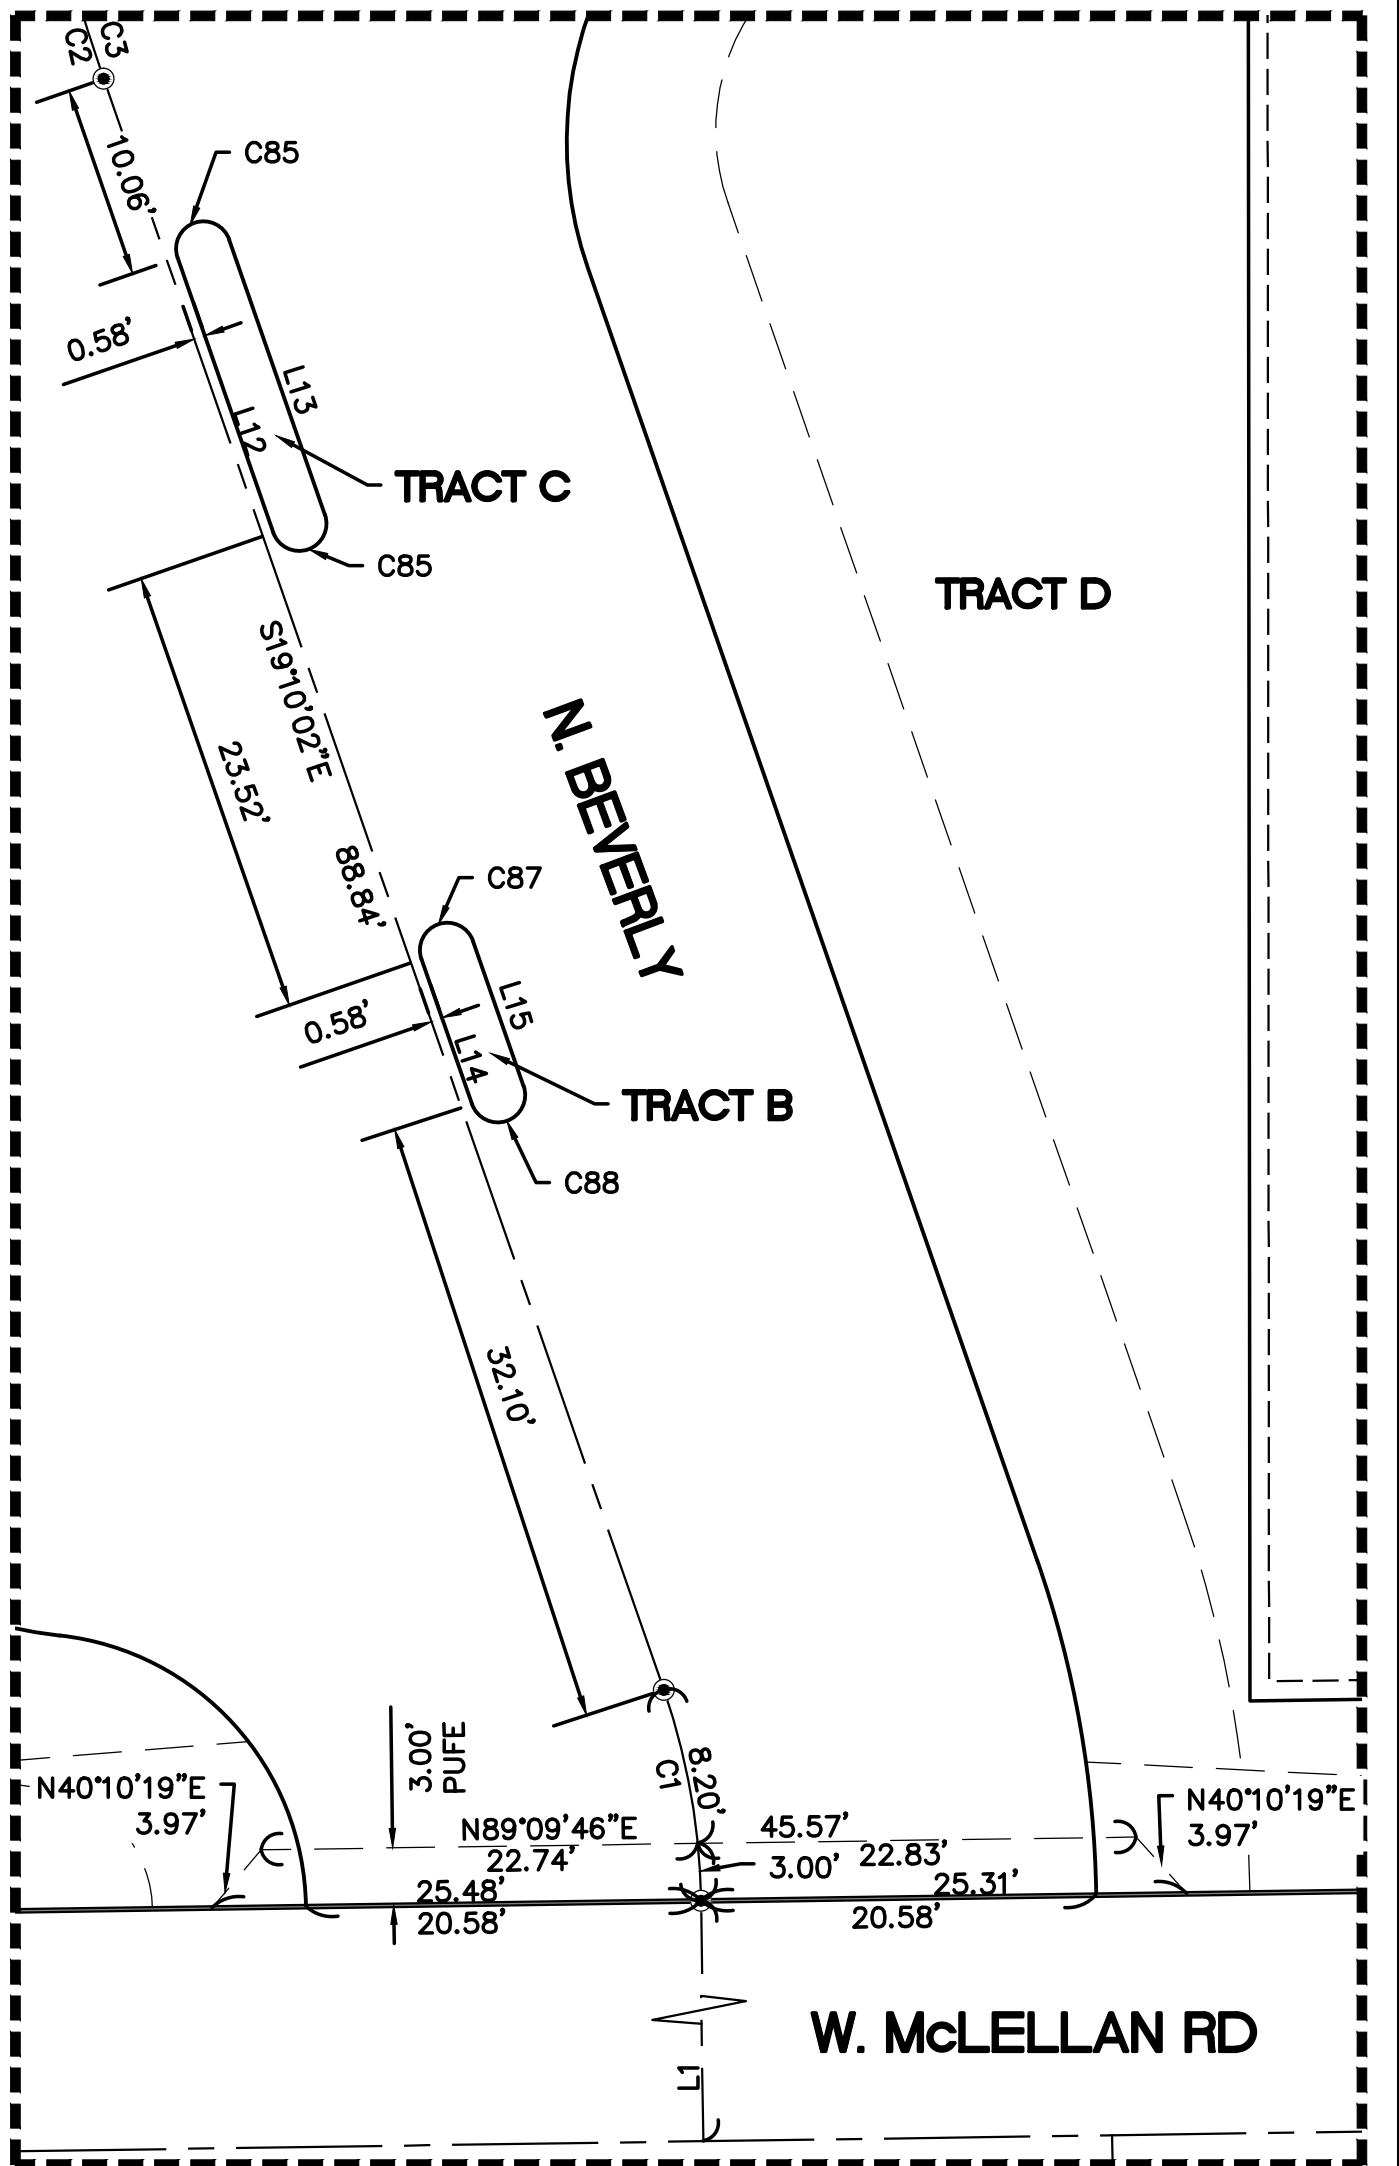 C3
C2
10.06'
C85
0.58'
L13
L12
TRACT C
C85
TRACT D
S19°10'02"E
88.84'
23.52'
N. BEVERLY
C87
L15
0.58'
L14
TRACT B
C88
32.10'
3.00'
PUFE
C1
8.20'
N40°10'19"E
3.97'
N40°10'19"E
3.97'
N89°09'46"E
45.57'
22.74'
3.00'
22.83'
25.48'
25.31'
20.58'
20.58'
W. McLELLAN RD
L1